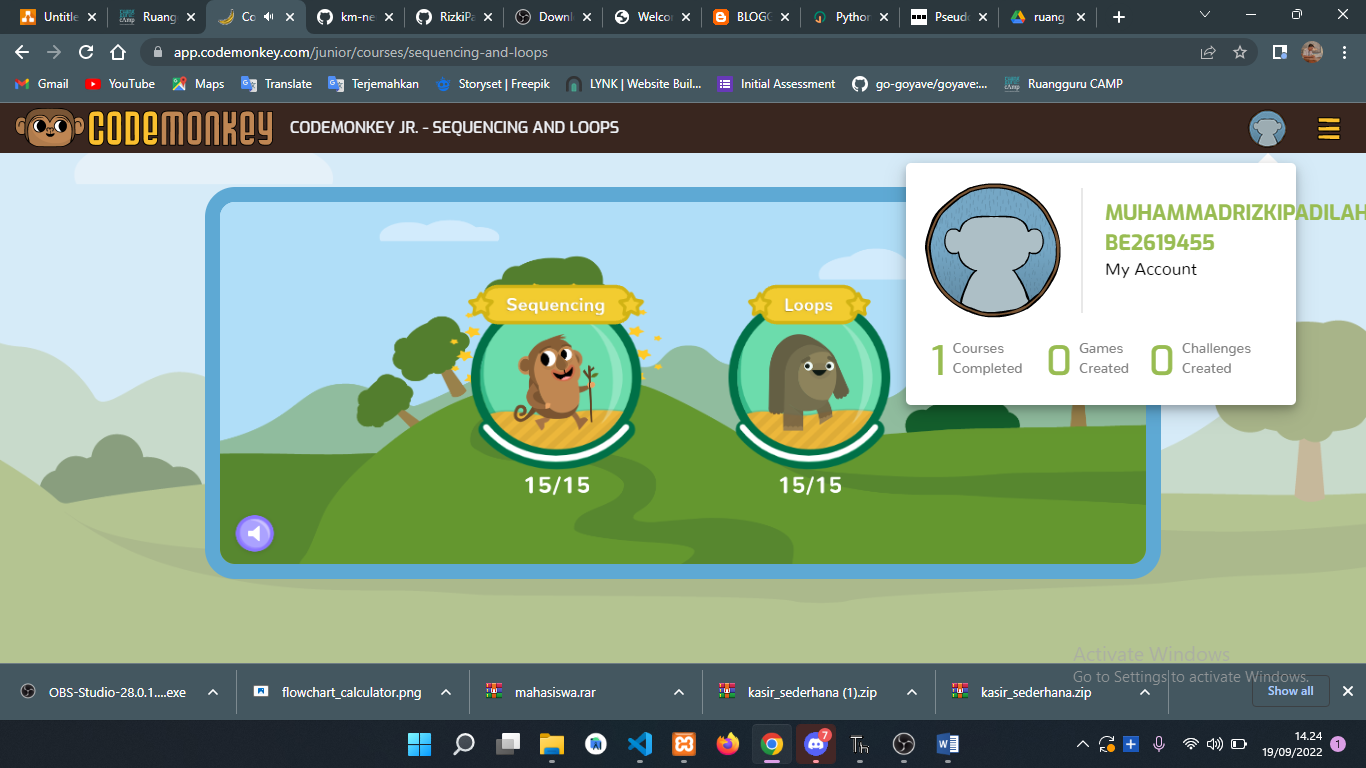 Untitle
Ruang
Co
km-ne
RizkiPa
Downl
Welcor
BLOGG
Python
Pseud
ruang
app.codemonkey.com/junior/courses/sequencing-and-loops
Gmail YouTube Maps Translate Terjemahkan Storyset | Freepik LYNK | Website Buil... Initial Assessment go-goyave/goyave:... Ruangguru CAMP
CODEMONKEY CODEMONKEY JR. - SEQUENCING AND LOOPS
MUHAMMADRIZKIPADILAH
BE2619455
My Account
1 Courses Completed
0 Games Created
0 Challenges Created
Sequencing
15/15
Loops
15/15
Activate Windows
Go to Settings to activate Windows.
OBS-Studio-28.0.1....exe flowchart_calculator.png mahasiswa.rar kasir_sederhana (1).zip kasir_sederhana.zip Show all
7
Th
14.24
19/09/2022
1